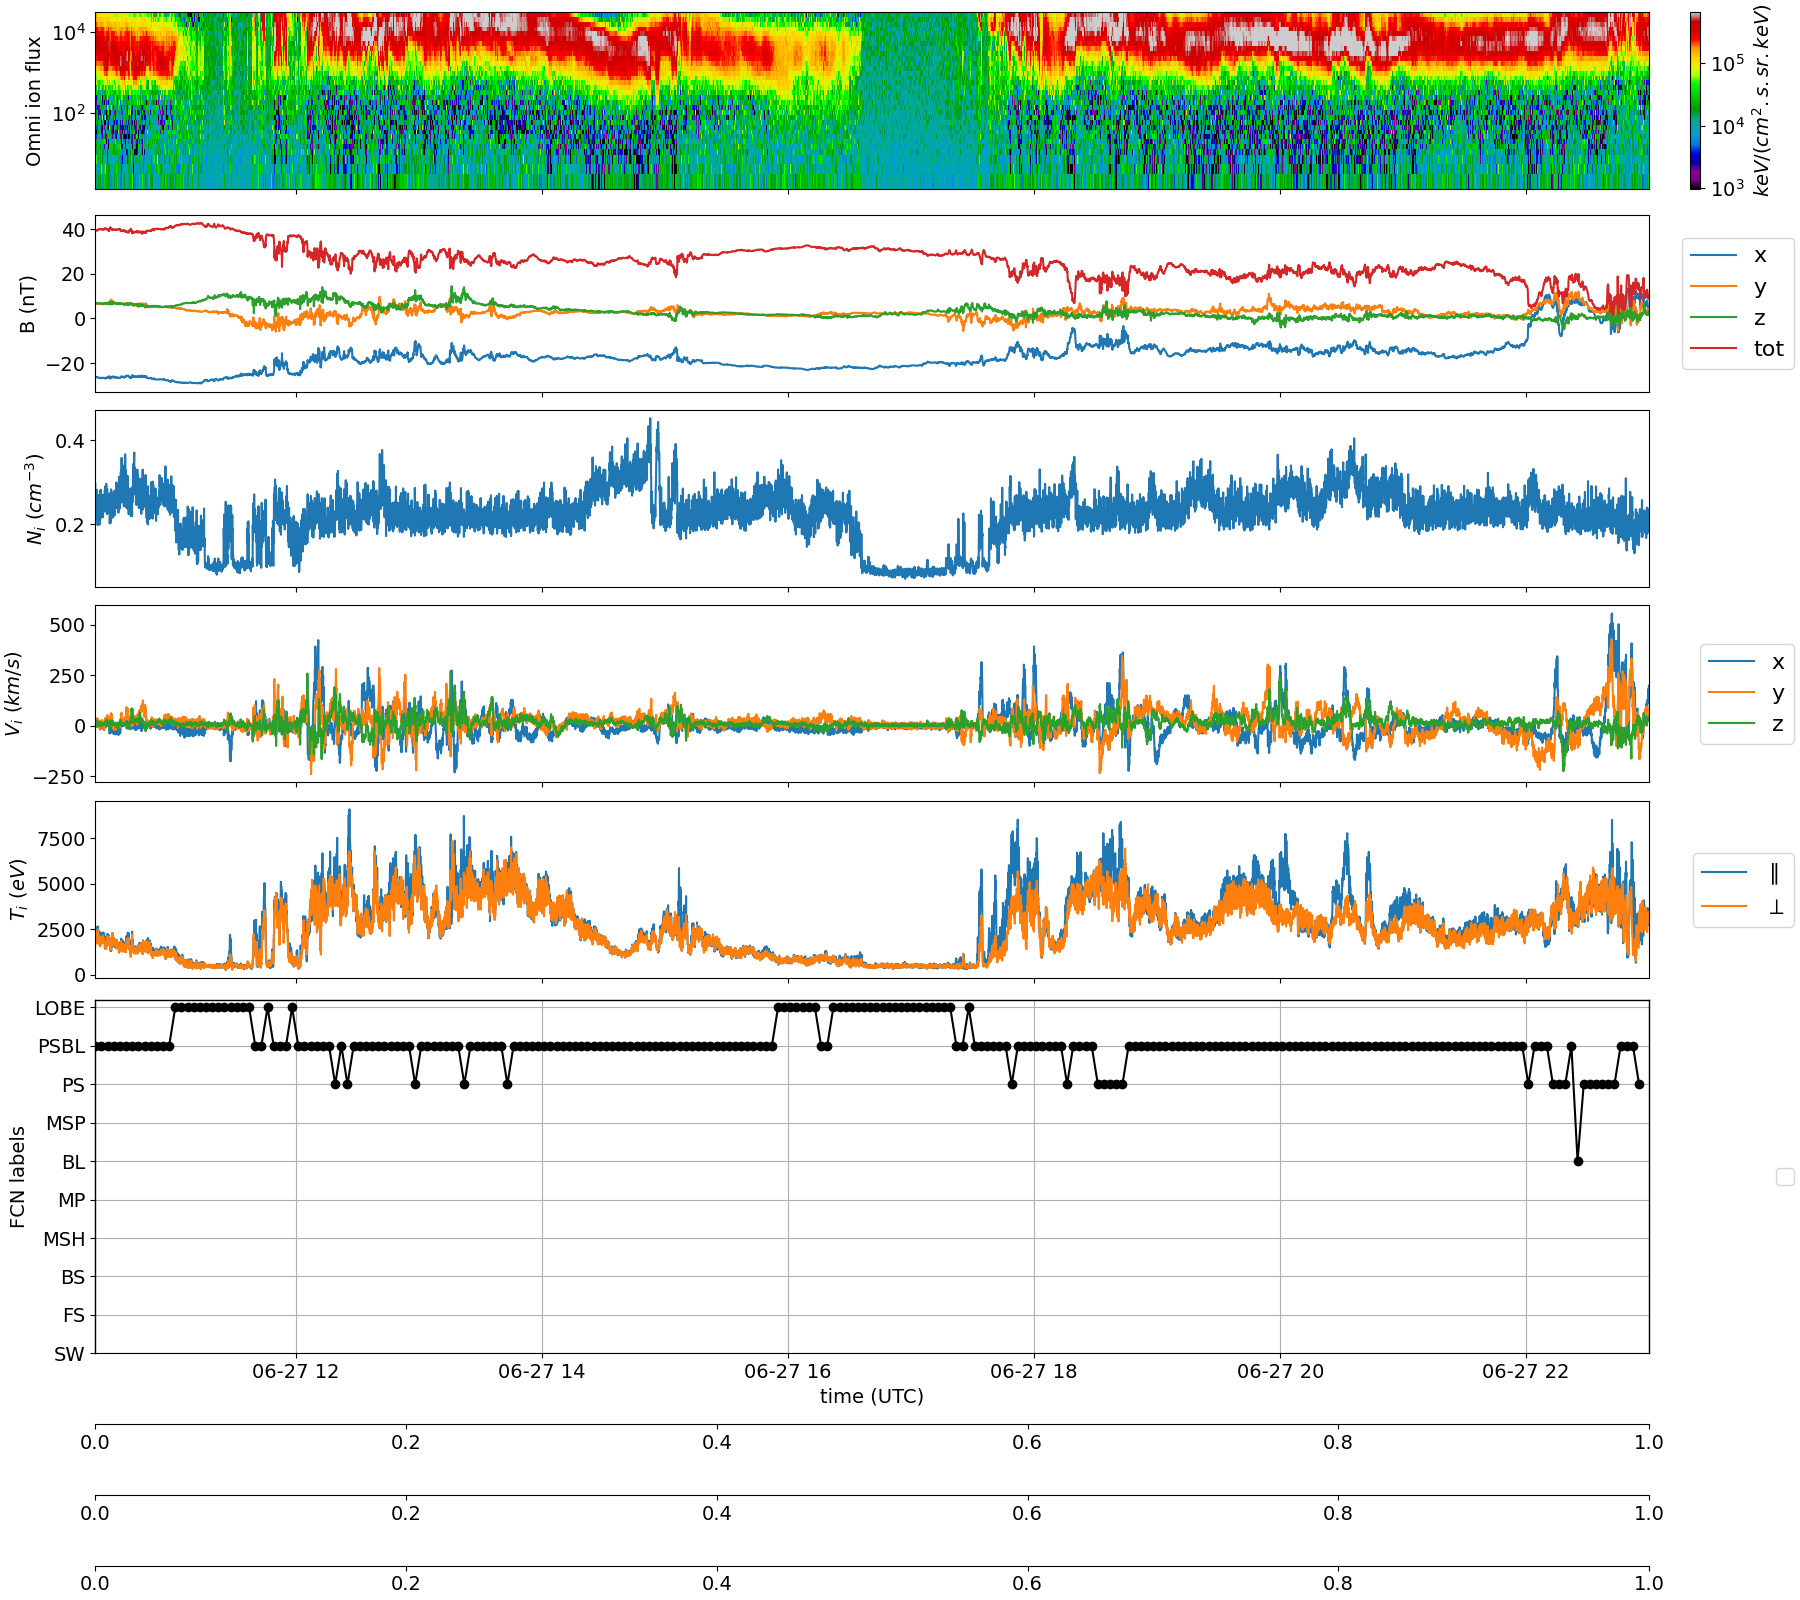 Omni ion flux
10⁴
10²
10⁵
10⁴
10³
keV/(cm².s.sr.keV)
B (nT)
40
20
0
−20
x
y
z
tot
Nᵢ (cm⁻³)
0.4
0.2
Vᵢ (km/s)
500
250
0
−250
x
y
z
Tᵢ (eV)
7500
5000
2500
0
∥
⊥
FCN labels
LOBE
PSBL
PS
MSP
BL
MP
MSH
BS
FS
SW
06-27 12 06-27 14 06-27 16 06-27 18 06-27 20 06-27 22
time (UTC)
0.0 0.2 0.4 0.6 0.8 1.0
0.0 0.2 0.4 0.6 0.8 1.0
0.0 0.2 0.4 0.6 0.8 1.0